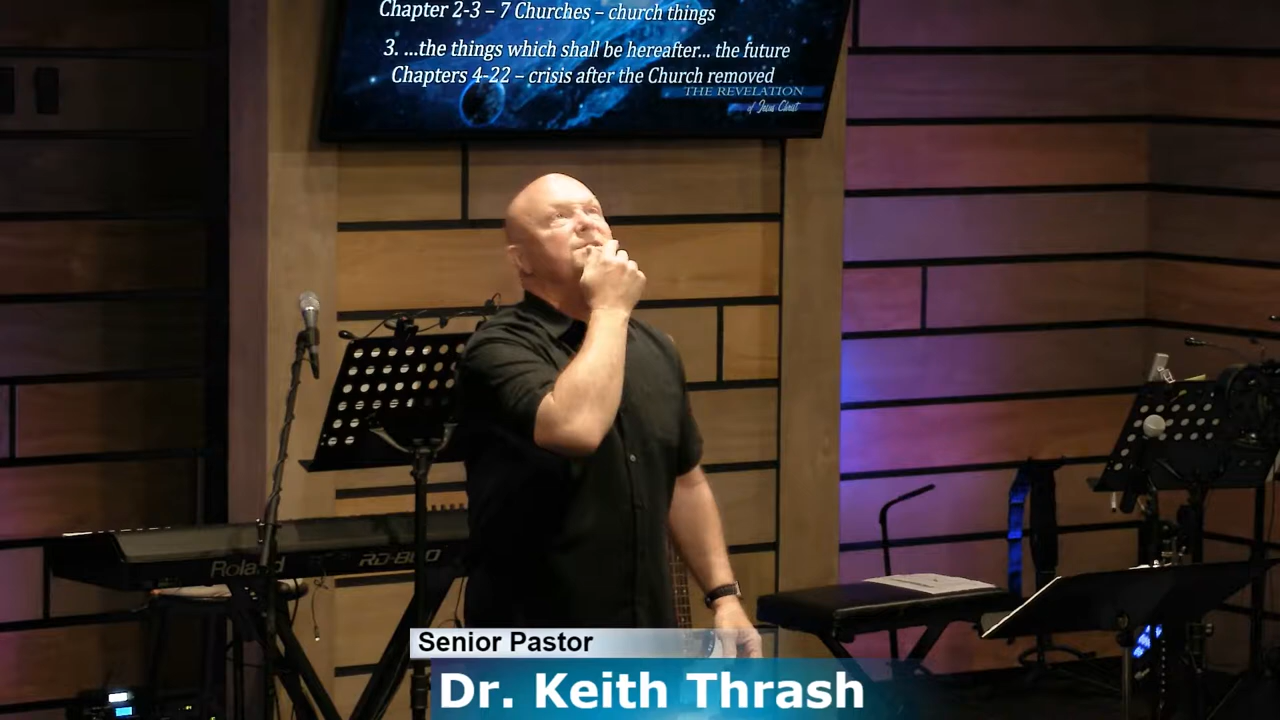 Chapter 2-3 – 7 Churches – church things
3. ...the things which shall be hereafter... the future
Chapters 4-22 – crisis after the Church removed
THE REVELATION
of Jesus Christ
Roland
RD-800
Senior Pastor
Dr. Keith Thrash